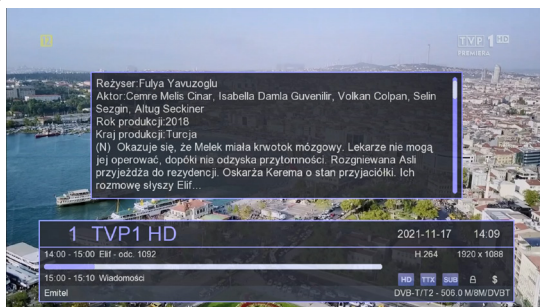 12
TVP 1 HD
PREMIERA
Reżyser:Fulya Yavuzoglu
Aktor:Cemre Melis Cinar, Isabella Damla Guvenilir, Volkan Colpan, Selin
Sezgin, Altug Seckiner
Rok produkcji:2018
Kraj produkcji:Turcja
(N) Okazuje się, że Melek miała krwotok mózgowy. Lekarze nie mogą
jej operować, dopóki nie odzyska przytomności. Rozgniewana Asli
przyjeżdża do rezydencji. Oskarża Kerema o stan przyjaciółki. Ich
rozmowę słyszy Elif...
1 TVP1 HD 2021-11-17 14:09
14:00 - 15:00 Elif - odc. 1092 H.264 1920 x 1088
15:00 - 15:10 Wiadomości HD TTX SUB $
Emitel DVB-T/T2 - 506.0 M/8M/DVBT